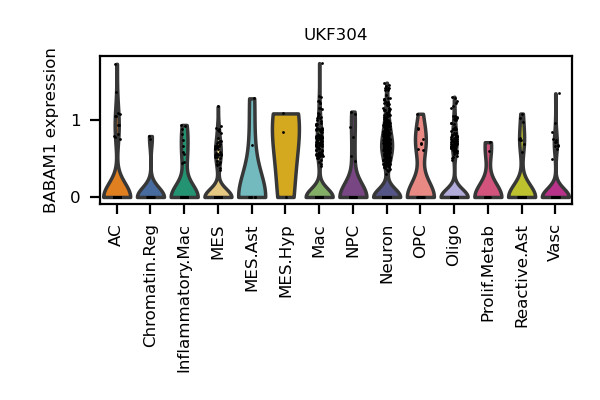 UKF304
BABAM1 expression
1
0
AC
Chromatin.Reg
Inflammatory.Mac
MES
MES.Ast
MES.Hyp
Mac
NPC
Neuron
OPC
Oligo
Prolif.Metab
Reactive.Ast
Vasc